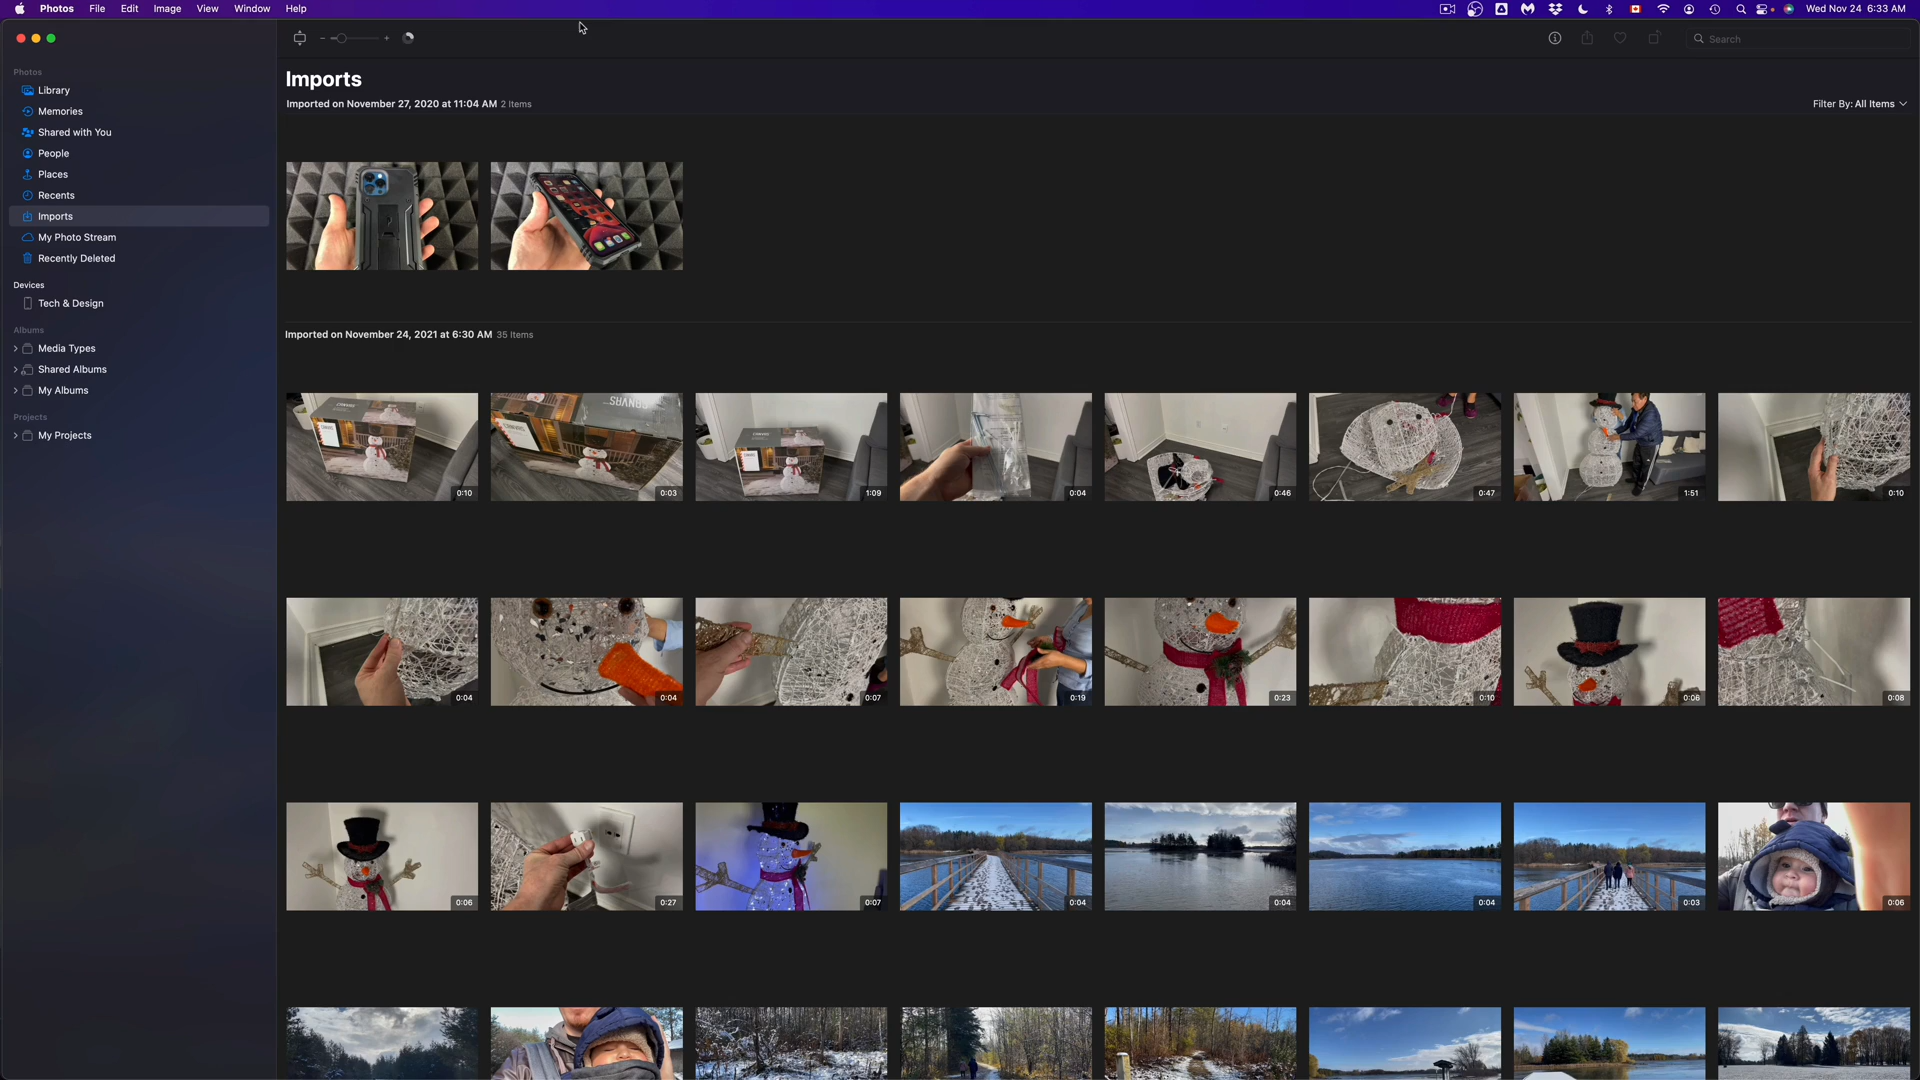 Photos File Edit Image View Window Help
Wed Nov 24 6:33 AM
Search
Photos
Library
Memories
Shared with You
People
Places
Recents
Imports
My Photo Stream
Recently Deleted
Devices
Tech & Design
Albums
Media Types
Shared Albums
My Albums
Projects
My Projects
Imports
Imported on November 27, 2020 at 11:04 AM 2 Items
Filter By: All Items
Imported on November 24, 2021 at 6:30 AM 35 Items
CANVAS
0:10 0:03 1:09 0:04 0:46 0:47 1:51 0:10
0:04 0:04 0:07 0:19 0:23 0:10 0:06 0:08
0:06 0:27 0:07 0:04 0:04 0:04 0:03 0:06